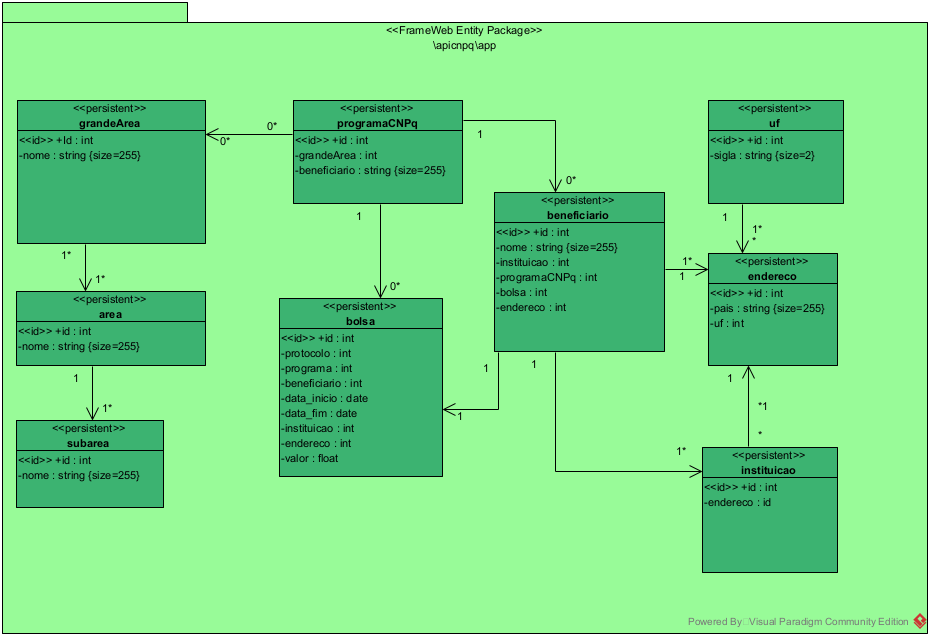 <<FrameWeb Entity Package>>
\apicnpq\app
<<persistent>>
grandeArea
<<id>> +Id : int
-nome : string {size=255}
0*
0*
<<persistent>>
programaCNPq
<<id>> +id : int
-grandeArea : int
-beneficiario : string {size=255}
1
0*
<<persistent>>
uf
<<id>> +id : int
-sigla : string {size=2}
1
1*
*
<<persistent>>
beneficiario
<<id>> +id : int
-nome : string {size=255}
-instituicao : int
-programaCNPq : int
-bolsa : int
-endereco : int
1*
1
<<persistent>>
endereco
<<id>> +id : int
-pais : string {size=255}
-uf : int
1*
1*
<<persistent>>
area
<<id>> +id : int
-nome : string {size=255}
1
1*
<<persistent>>
subarea
<<id>> +id : int
-nome : string {size=255}
1
0*
<<persistent>>
bolsa
<<id>> +id : int
-protocolo : int
-programa : int
-beneficiario : int
-data_inicio : date
-data_fim : date
-instituicao : int
-endereco : int
-valor : float
1
1
1
1*
1
*1
*
<<persistent>>
instituicao
<<id>> +id : int
-endereco : id
Powered By Visual Paradigm Community Edition